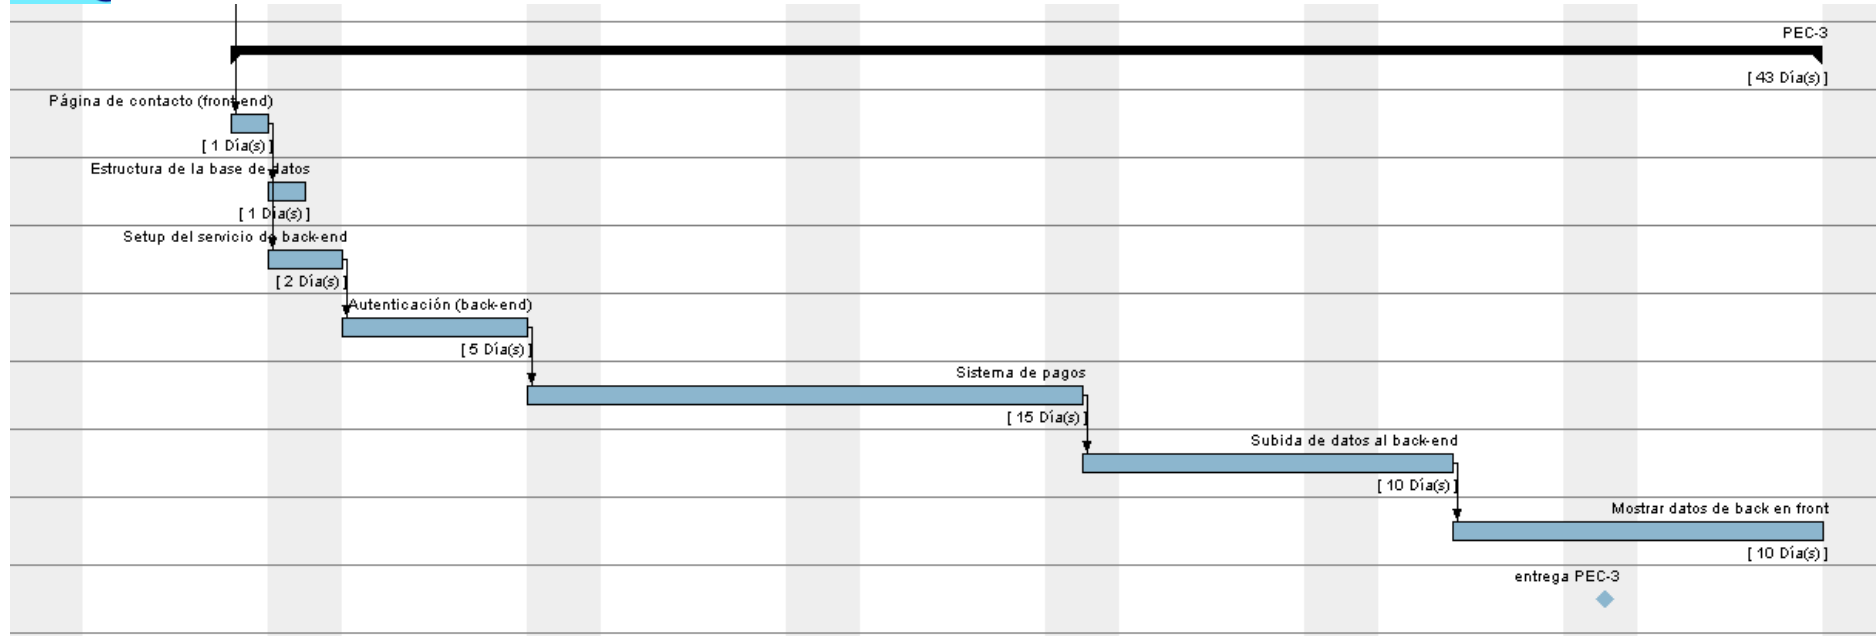 PEC-3
[ 43 Día(s) ]
Página de contacto (front-end)
[ 1 Día(s) ]
Estructura de la base de datos
[ 1 Día(s) ]
Setup del servicio de back-end
[ 2 Día(s) ]
Autenticación (back-end)
[ 5 Día(s) ]
Sistema de pagos
[ 15 Día(s) ]
Subida de datos al back-end
[ 10 Día(s) ]
Mostrar datos de back en front
[ 10 Día(s) ]
entrega PEC-3